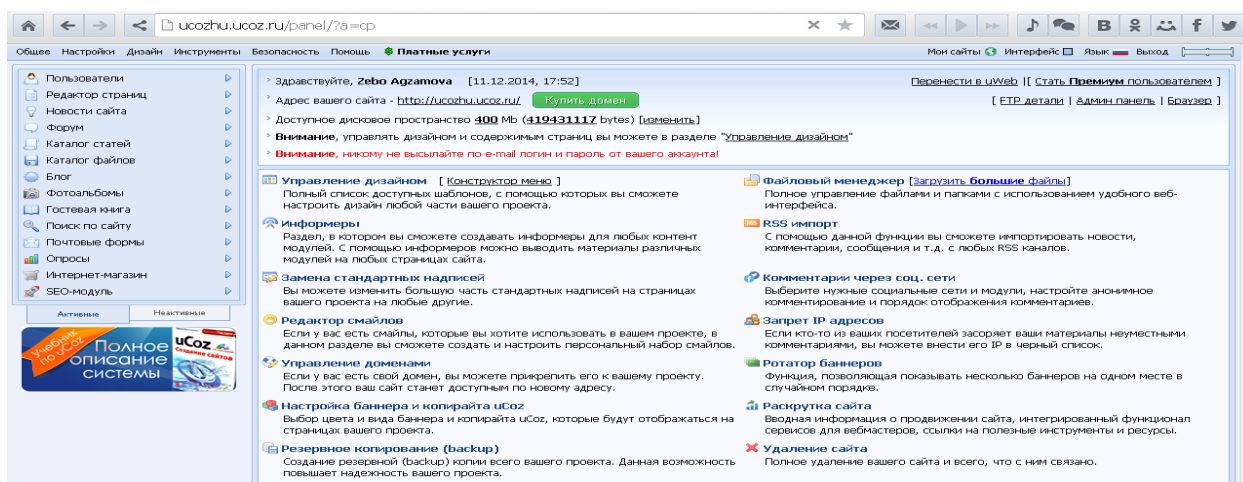 ucozhu.ucoz.ru/panel/?a=cp
Общее Настройки Дизайн Инструменты Безопасность Помощь Платные услуги Мои сайты Интерфейс Язык Выход
Пользователи
Редактор страниц
Новости сайта
Форум
Каталог статей
Каталог файлов
Блог
Фотоальбомы
Гостевая книга
Поиск по сайту
Почтовые формы
Опросы
Интернет-магазин
SEO-модуль
Активные Неактивные
Учебник по uCoz
Полное описание системы
uCoz
Создание сайтов
Здравствуйте, Zebo Agzamova [11.12.2014, 17:52] Перенести в uWeb |[ Стать Премиум пользователем ]
Адрес вашего сайта - http://ucozhu.ucoz.ru/ Купить домен [ FTP детали | Админ панель | Браузер ]
Доступное дисковое пространство 400 Mb (419431117 bytes) [изменить]
Внимание, управлять дизайном и содержимым страниц вы можете в разделе "Управление дизайном"
Внимание, никому не высылайте по e-mail логин и пароль от вашего аккаунта!
Управление дизайном [ Конструктор меню ]
Полный список доступных шаблонов, с помощью которых вы сможете
настроить дизайн любой части вашего проекта.
Информеры
Раздел, в котором вы сможете создавать информеры для любых контент
модулей. С помощью информеров можно выводить материалы различных
модулей на любых страницах сайта.
Замена стандартных надписей
Вы можете изменить большую часть стандартных надписей на страницах
вашего проекта на любые другие.
Редактор смайлов
Если у вас есть смайлы, которые вы хотите использовать в вашем проекте, в
данном разделе вы сможете создать и настроить персональный набор смайлов.
Управление доменами
Если у вас есть свой домен, вы можете прикрепить его к вашему проекту.
После этого ваш сайт станет доступным по новому адресу.
Настройка баннера и копирайта uCoz
Выбор цвета и вида баннера и копирайта uCoz, которые будут отображаться на
страницах вашего проекта.
Резервное копирование (backup)
Создание резервной (backup) копии всего вашего проекта. Данная возможность
повышает надежность вашего проекта.
Файловый менеджер [Загрузить большие файлы]
Полное управление файлами и папками с использованием удобного веб-
интерфейса.
RSS импорт
С помощью данной функции вы сможете импортировать новости,
комментарии, сообщения и т.д. с любых RSS каналов.
Комментарии через соц. сети
Выберите нужные социальные сети и модули, настройте анонимное
комментирование и порядок отображения комментариев.
Запрет IP адресов
Если кто-то из ваших посетителей засоряет ваши материалы неуместными
комментариями, вы можете внести его IP в черный список.
Ротатор баннеров
Функция, позволяющая показывать несколько баннеров на одном месте в
случайном порядке.
Раскрутка сайта
Вводная информация о продвижении сайта, интегрированный функционал
сервисов для вебмастеров, ссылки на полезные инструменты и ресурсы.
Удаление сайта
Полное удаление вашего сайта и всего, что с ним связано.